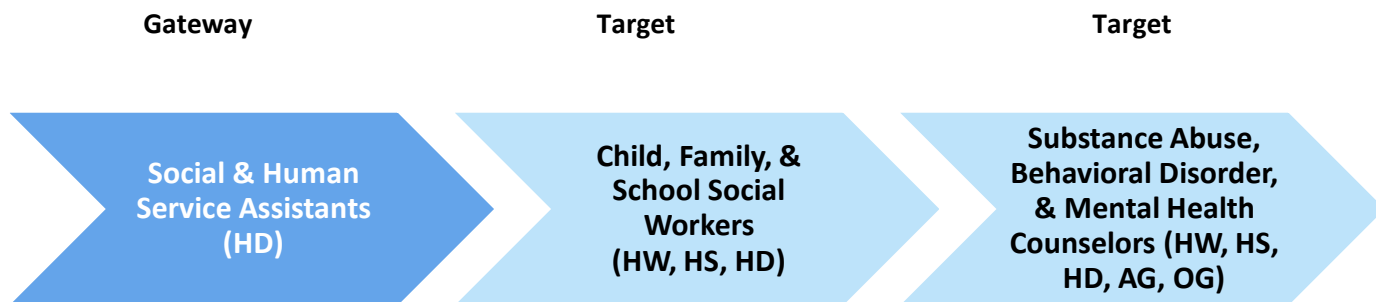 Gateway
Target
Target
Social & Human
Service Assistants
(HD)
Child, Family, &
School Social
Workers
(HW, HS, HD)
Substance Abuse,
Behavioral Disorder,
& Mental Health
Counselors (HW, HS,
HD, AG, OG)